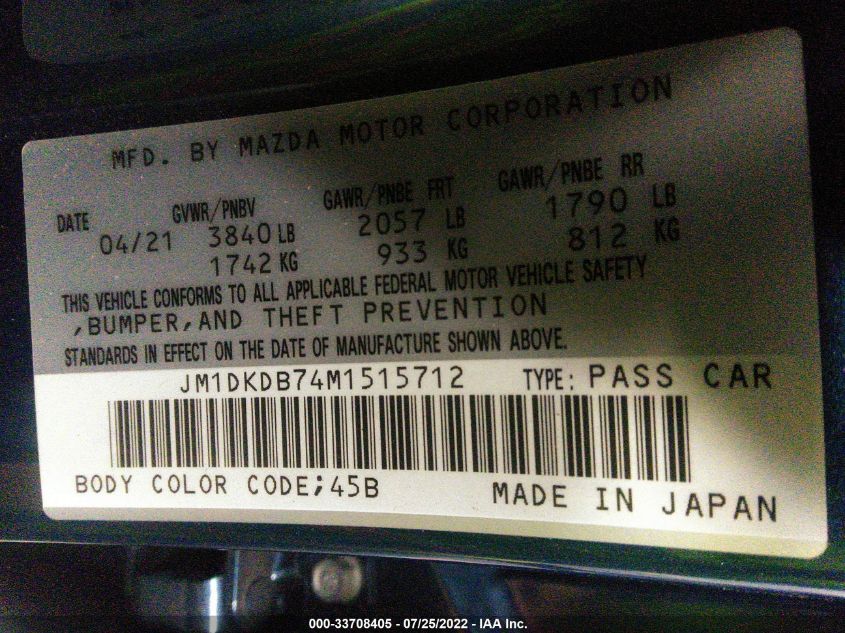 MFD. BY MAZDA MOTOR CORPORATION
DATE GVWR/PNBV GAWR/PNBE FRT GAWR/PNBE RR
04/21 3840 LB 2057 LB 1790 LB
1742 KG 933 KG 812 KG
THIS VEHICLE CONFORMS TO ALL APPLICABLE FEDERAL MOTOR VEHICLE SAFETY
,BUMPER,AND THEFT PREVENTION
STANDARDS IN EFFECT ON THE DATE OF MANUFACTURE SHOWN ABOVE.
JM1DKDB74M1515712 TYPE: PASS CAR
BODY COLOR CODE;45B MADE IN JAPAN
000-33708405 - 07/25/2022 - IAA Inc.